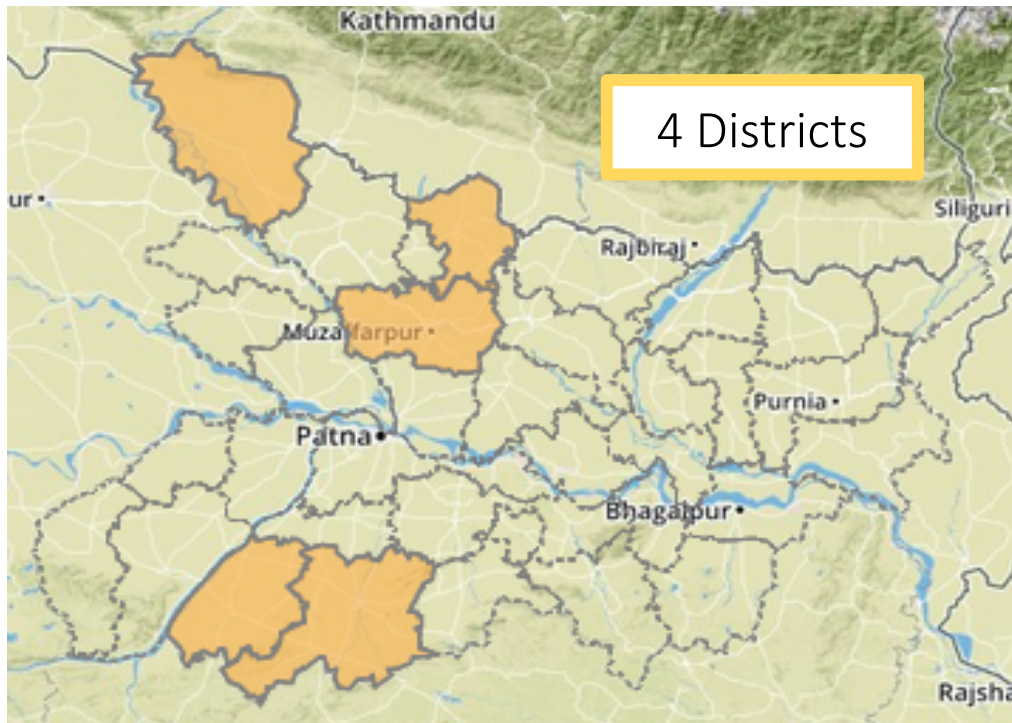 Kathmandu
4 Districts
ur
Siliguri
Rajbiraj
Muzaffarpur
Purnia
Patna
Bhagalpur
Rajsha